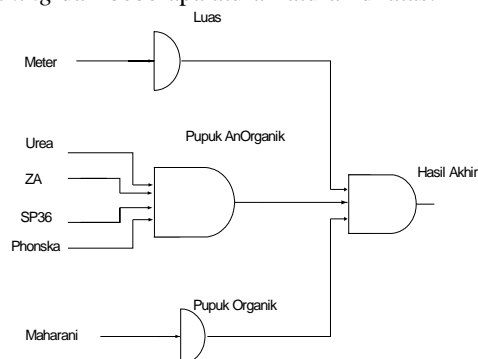 Luas
Meter
Urea
Pupuk AnOrganik
ZA
Hasil Akhir
SP36
Phonska
Pupuk Organik
Maharani